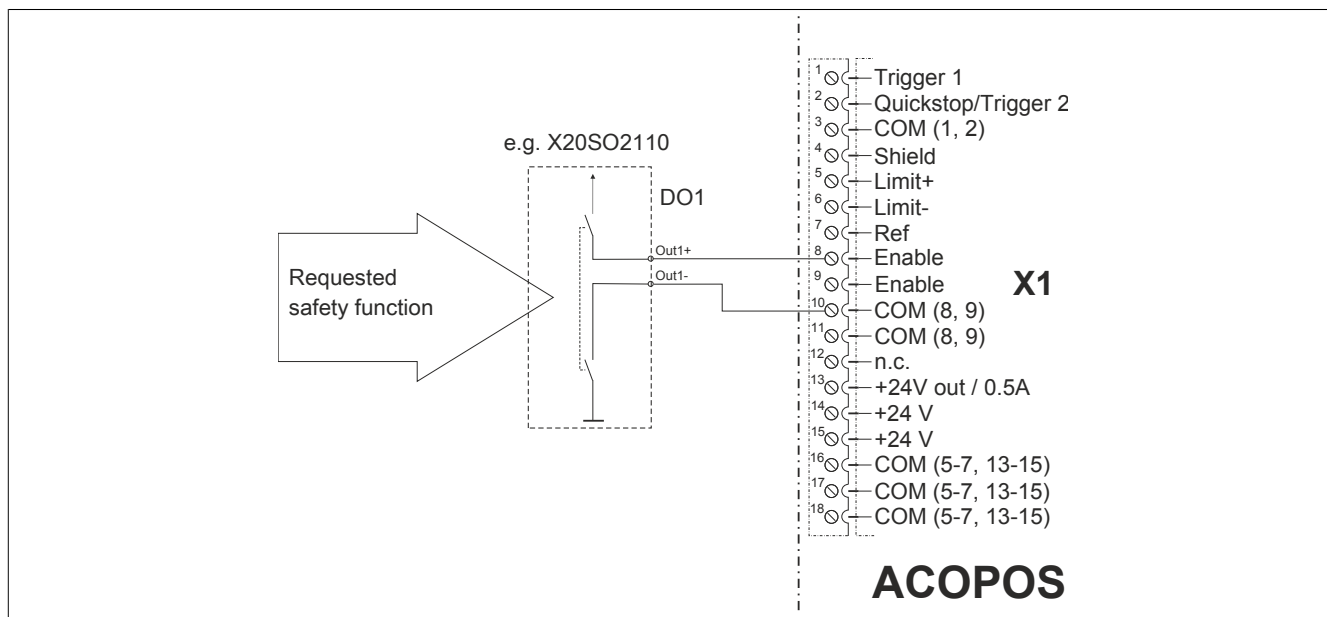 e.g. X20SO2110
DO1
Out1+
Out1-
Requested
safety function
1 Trigger 1
2 Quickstop/Trigger 2
3 COM (1, 2)
4 Shield
5 Limit+
6 Limit-
7 Ref
8 Enable
9 Enable
10 COM (8, 9)
11 COM (8, 9)
12 n.c.
13 +24V out / 0.5A
14 +24 V
15 +24 V
16 COM (5-7, 13-15)
17 COM (5-7, 13-15)
18 COM (5-7, 13-15)
X1
ACOPOS